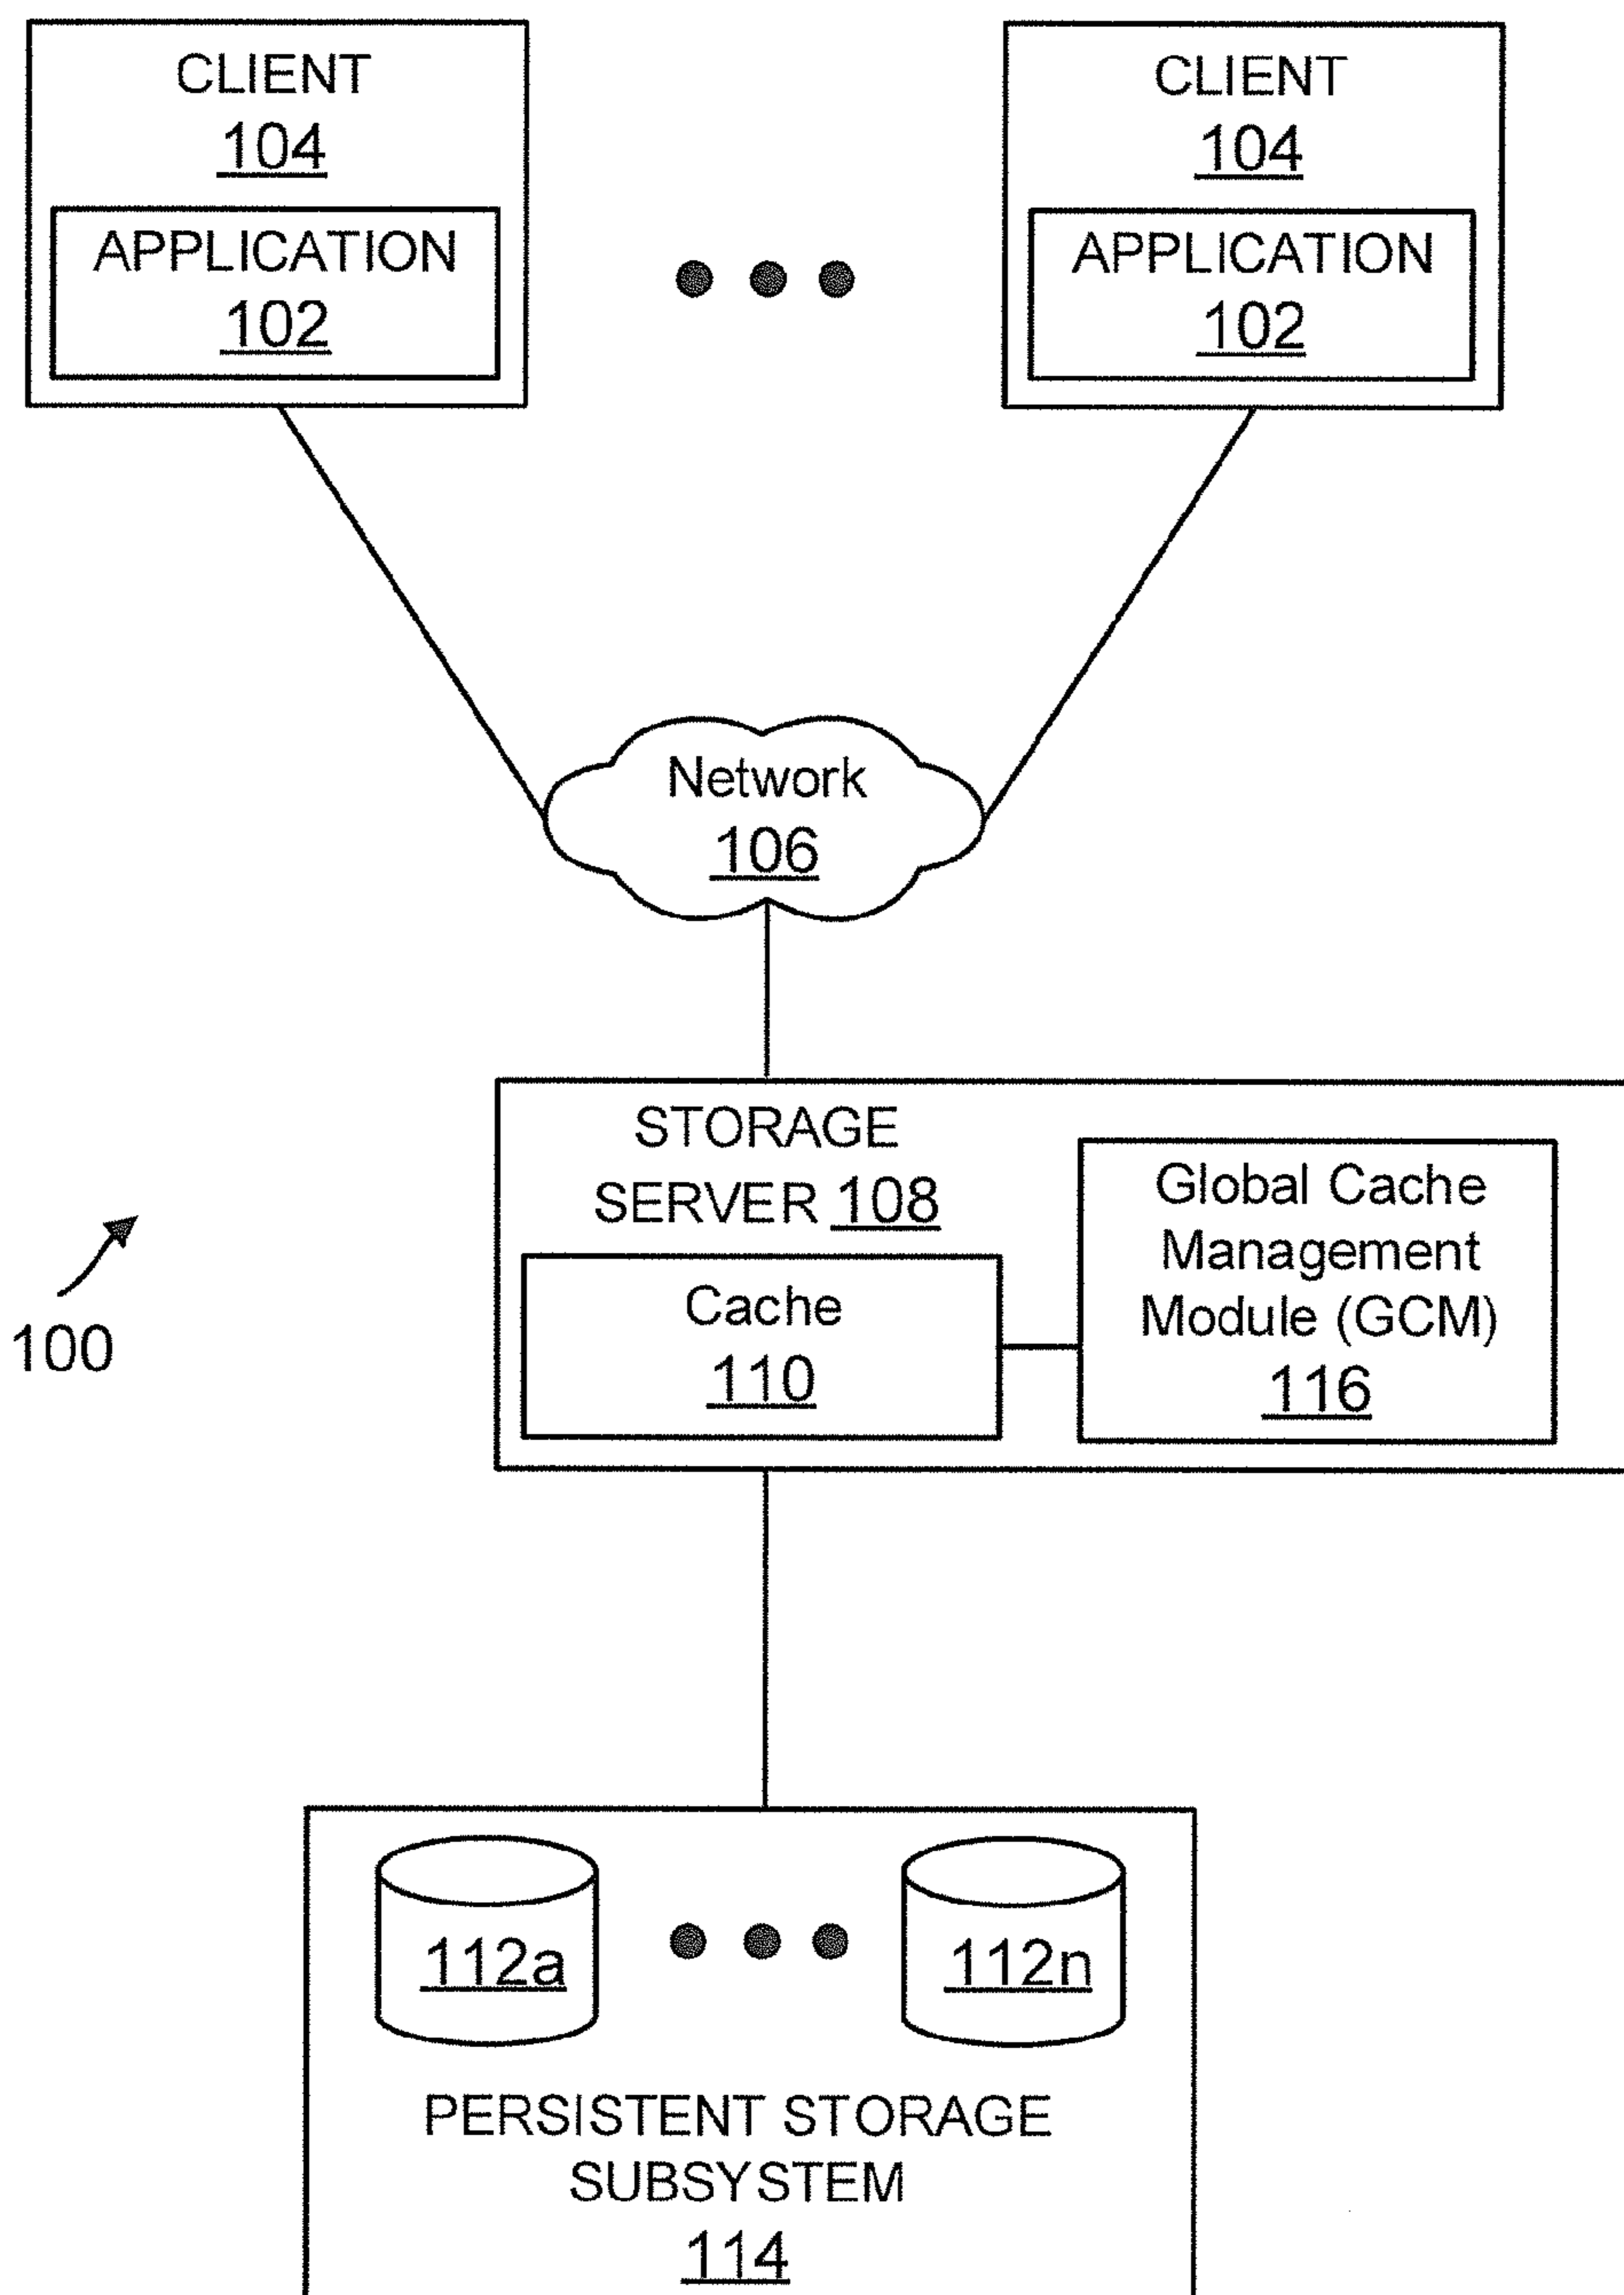 CLIENT
104
APPLICATION
102
CLIENT
104
APPLICATION
102
Network
106
STORAGE
SERVER 108
Cache
110
Global Cache
Management
Module (GCM)
116
100
112a
112n
PERSISTENT STORAGE
SUBSYSTEM
114